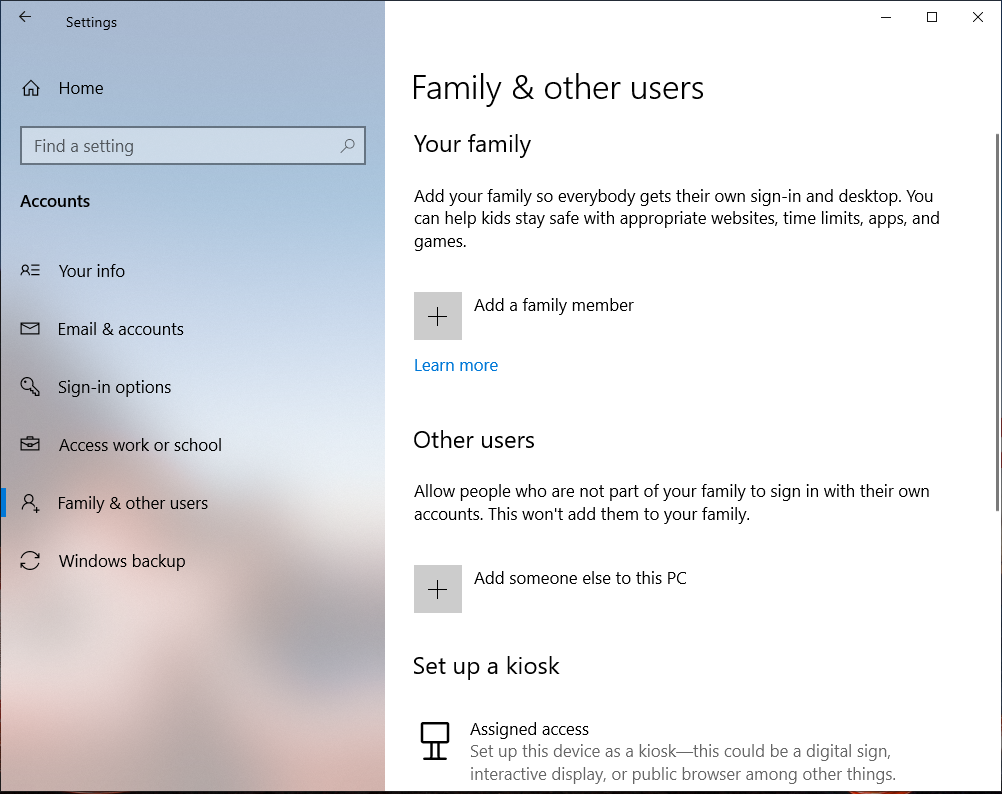 Settings
Home
Find a setting
Accounts
Your info
Email & accounts
Sign-in options
Access work or school
Family & other users
Windows backup
Family & other users
Your family
Add your family so everybody gets their own sign-in and desktop. You
can help kids stay safe with appropriate websites, time limits, apps, and
games.
Add a family member
Learn more
Other users
Allow people who are not part of your family to sign in with their own
accounts. This won't add them to your family.
Add someone else to this PC
Set up a kiosk
Assigned access
Set up this device as a kiosk—this could be a digital sign,
interactive display, or public browser among other things.